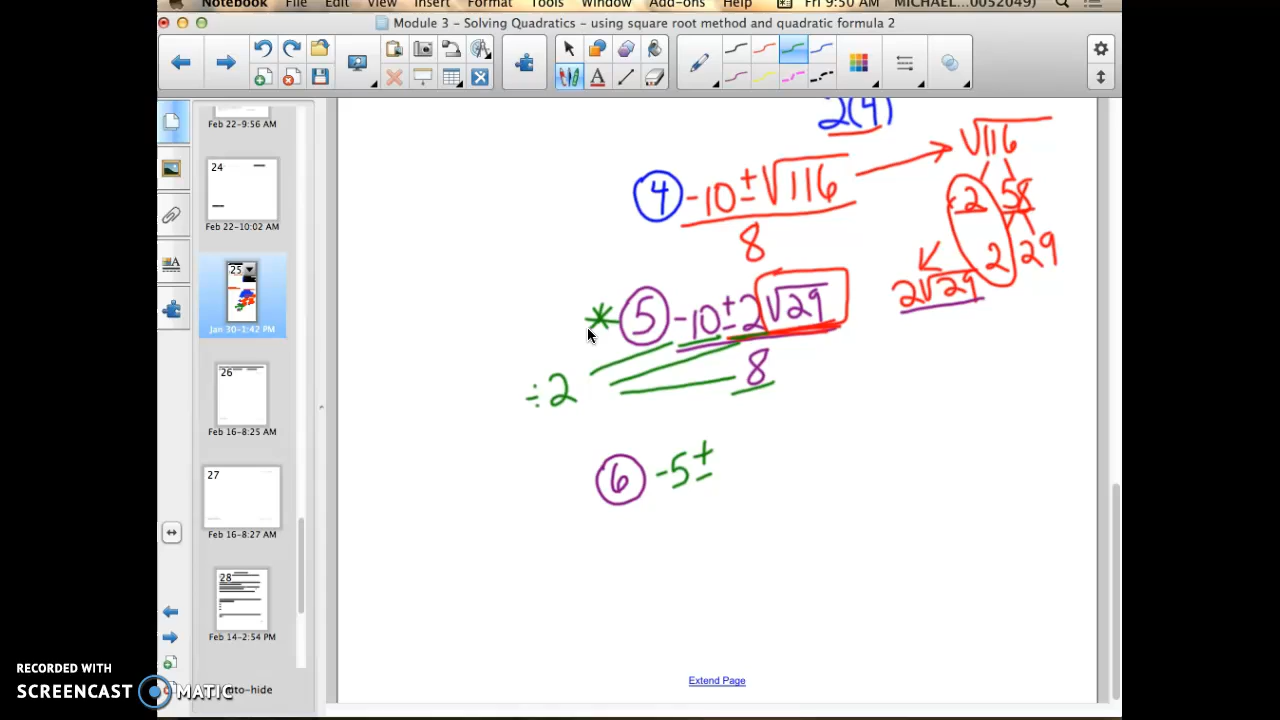 Notebook File Edit View Insert Format Tools Window Add-ons Help Fri 9:50 AM MICHAEL...0052049)
Module 3 – Solving Quadratics – using square root method and quadratic formula 2
Feb 22-9:56 AM
24
Feb 22-10:02 AM
25
Jan 30-1:42 PM
26
Feb 16-8:25 AM
27
Feb 16-8:27 AM
28
Feb 14-2:54 PM
2(4)
④ -10 ± √116
8
√116
2 58
2 29
2√29
* ⑤ -10 ± 2√29
8
÷2
⑥ -5 ±
Extend Page
RECORDED WITH
SCREENCAST MATIC